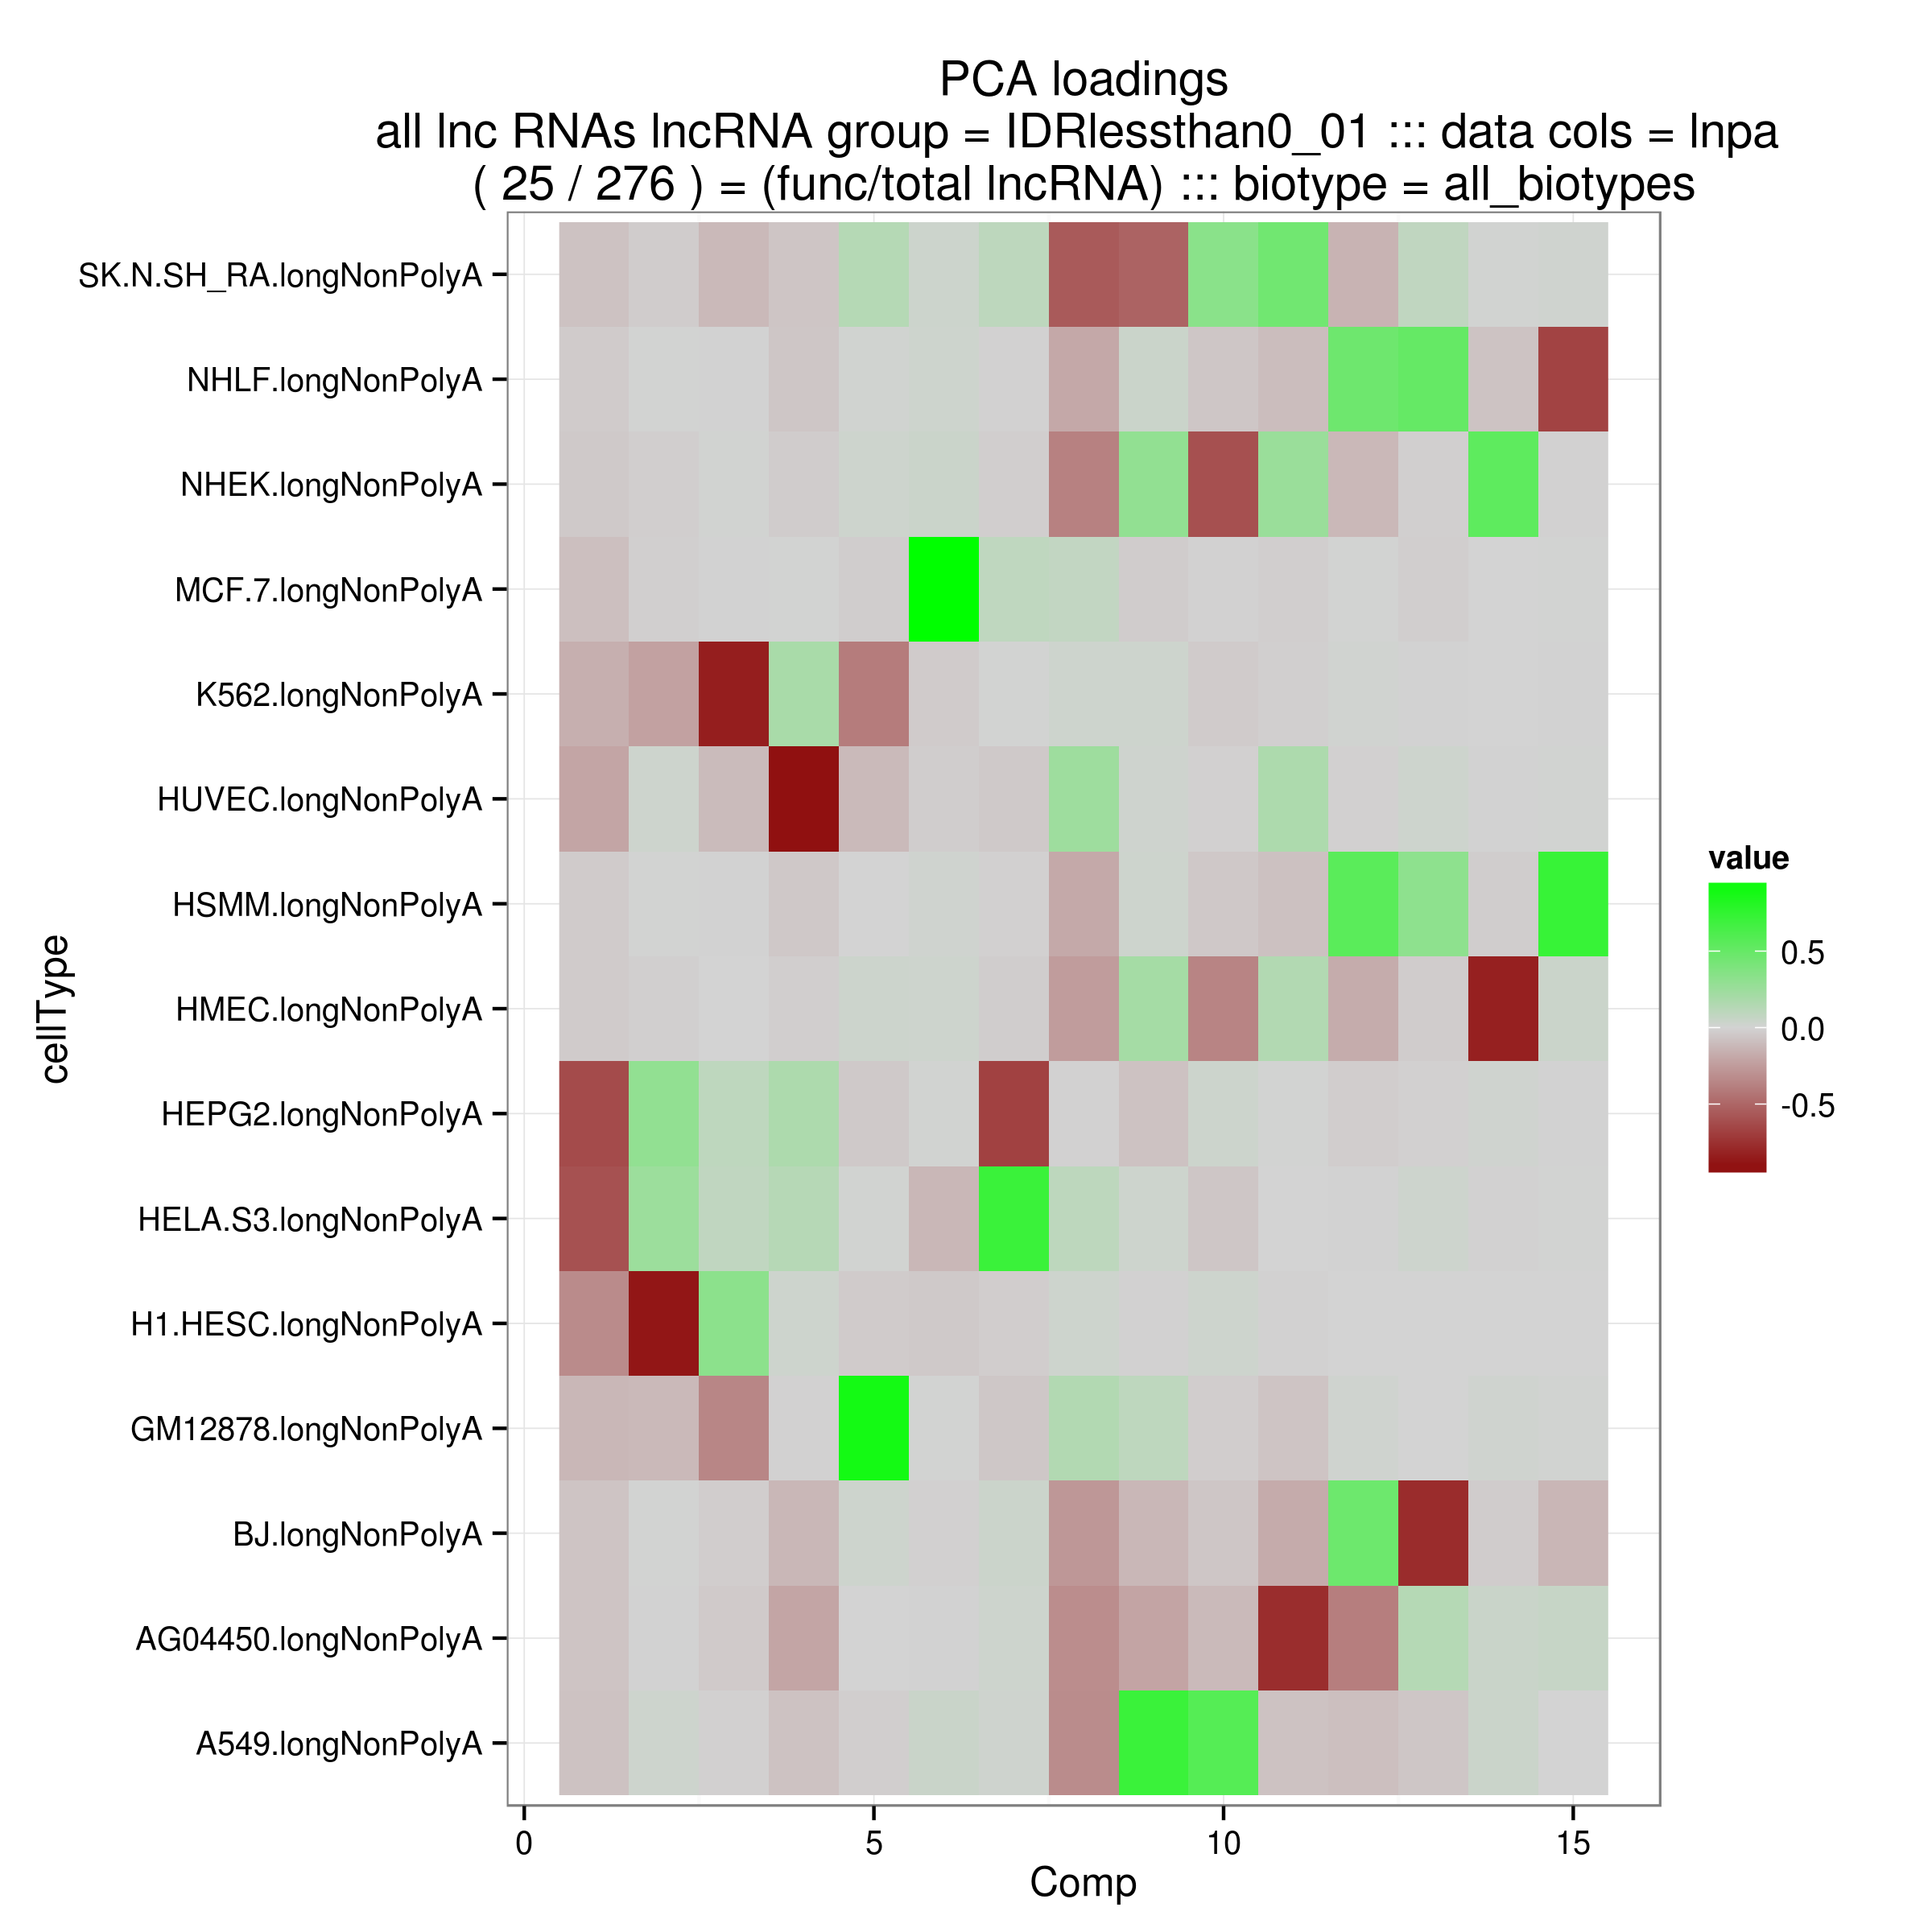 PCA loadings
all lnc RNAs lncRNA group = IDRlessthan0_01 ::: data cols = lnpa
( 25 / 276 ) = (func/total lncRNA) ::: biotype = all_biotypes
SK.N.SH_RA.longNonPolyA
NHLF.longNonPolyA
NHEK.longNonPolyA
MCF.7.longNonPolyA
K562.longNonPolyA
HUVEC.longNonPolyA
HSMM.longNonPolyA
HMEC.longNonPolyA
HEPG2.longNonPolyA
HELA.S3.longNonPolyA
H1.HESC.longNonPolyA
GM12878.longNonPolyA
BJ.longNonPolyA
AG04450.longNonPolyA
A549.longNonPolyA
cellType
0 5 10 15
Comp
value
0.5
0.0
-0.5